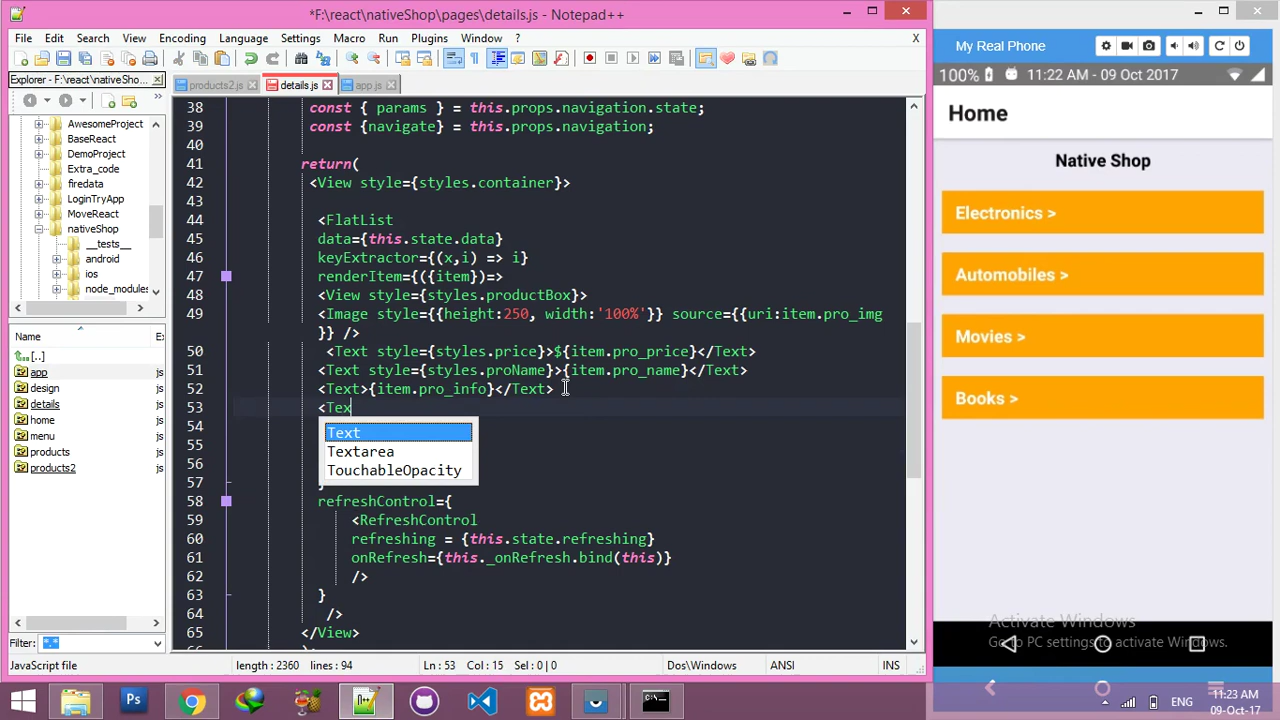 *F:\react\nativeShop\pages\details.js - Notepad++
File Edit Search View Encoding Language Settings Macro Run Plugins Window ? X
Explorer - F:\react\nativeSho...
AwesomeProject
BaseReact
DemoProject
Extra_code
firedata
LoginTryApp
MoveReact
nativeShop
__tests__
android
ios
node_modules
Name E
[..]
app js
design js
details js
home js
menu js
products js
products2 js
Filter: *.*
products2.js details.js app.js
38 const { params } = this.props.navigation.state;
39 const {navigate} = this.props.navigation;
40
41 return(
42 <View style={styles.container}>
43
44 <FlatList
45 data={this.state.data}
46 keyExtractor={(x,i) => i}
47 renderItem={({item})=>
48 <View style={styles.productBox}>
49 <Image style={{height:250, width:'100%'}} source={{uri:item.pro_img
}} />
50 <Text style={styles.price}>${item.pro_price}</Text>
51 <Text style={styles.proName}>{item.pro_name}</Text>
52 <Text>{item.pro_info}</Text>
53 <Tex
54 Text
55 Textarea
56 TouchableOpacity
57 }
58 refreshControl={
59 <RefreshControl
60 refreshing = {this.state.refreshing}
61 onRefresh={this._onRefresh.bind(this)}
62 />
63 }
64 />
65 </View>
JavaScript file length : 2360 lines : 94 Ln : 53 Col : 15 Sel : 0 | 0 Dos\Windows ANSI INS
My Real Phone
100% 11:22 AM - 09 Oct 2017
Home
Native Shop
Electronics >
Automobiles >
Movies >
Books >
Activate Windows
Go to PC settings to activate Windows.
Ps
ENG
11:23 AM
09-Oct-17